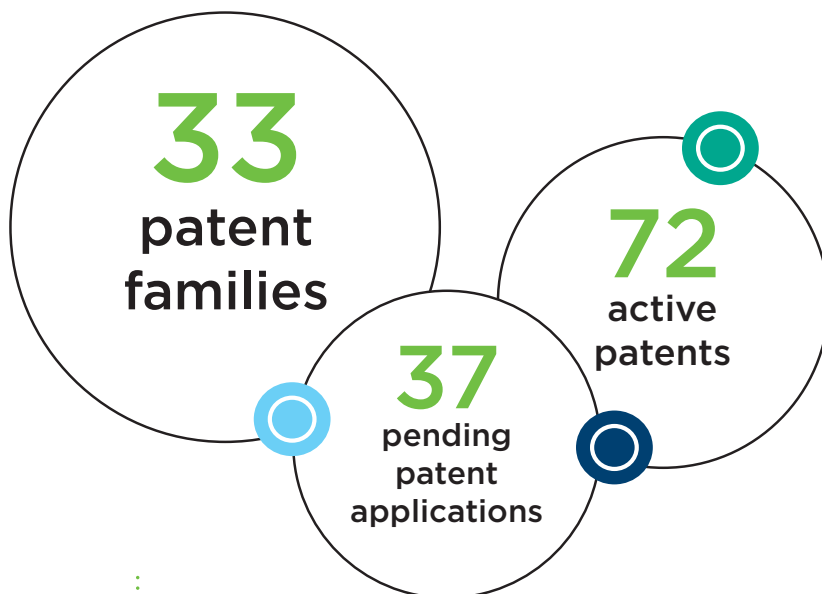 33
patent
families
72
active
patents
37
pending
patent
applications
: